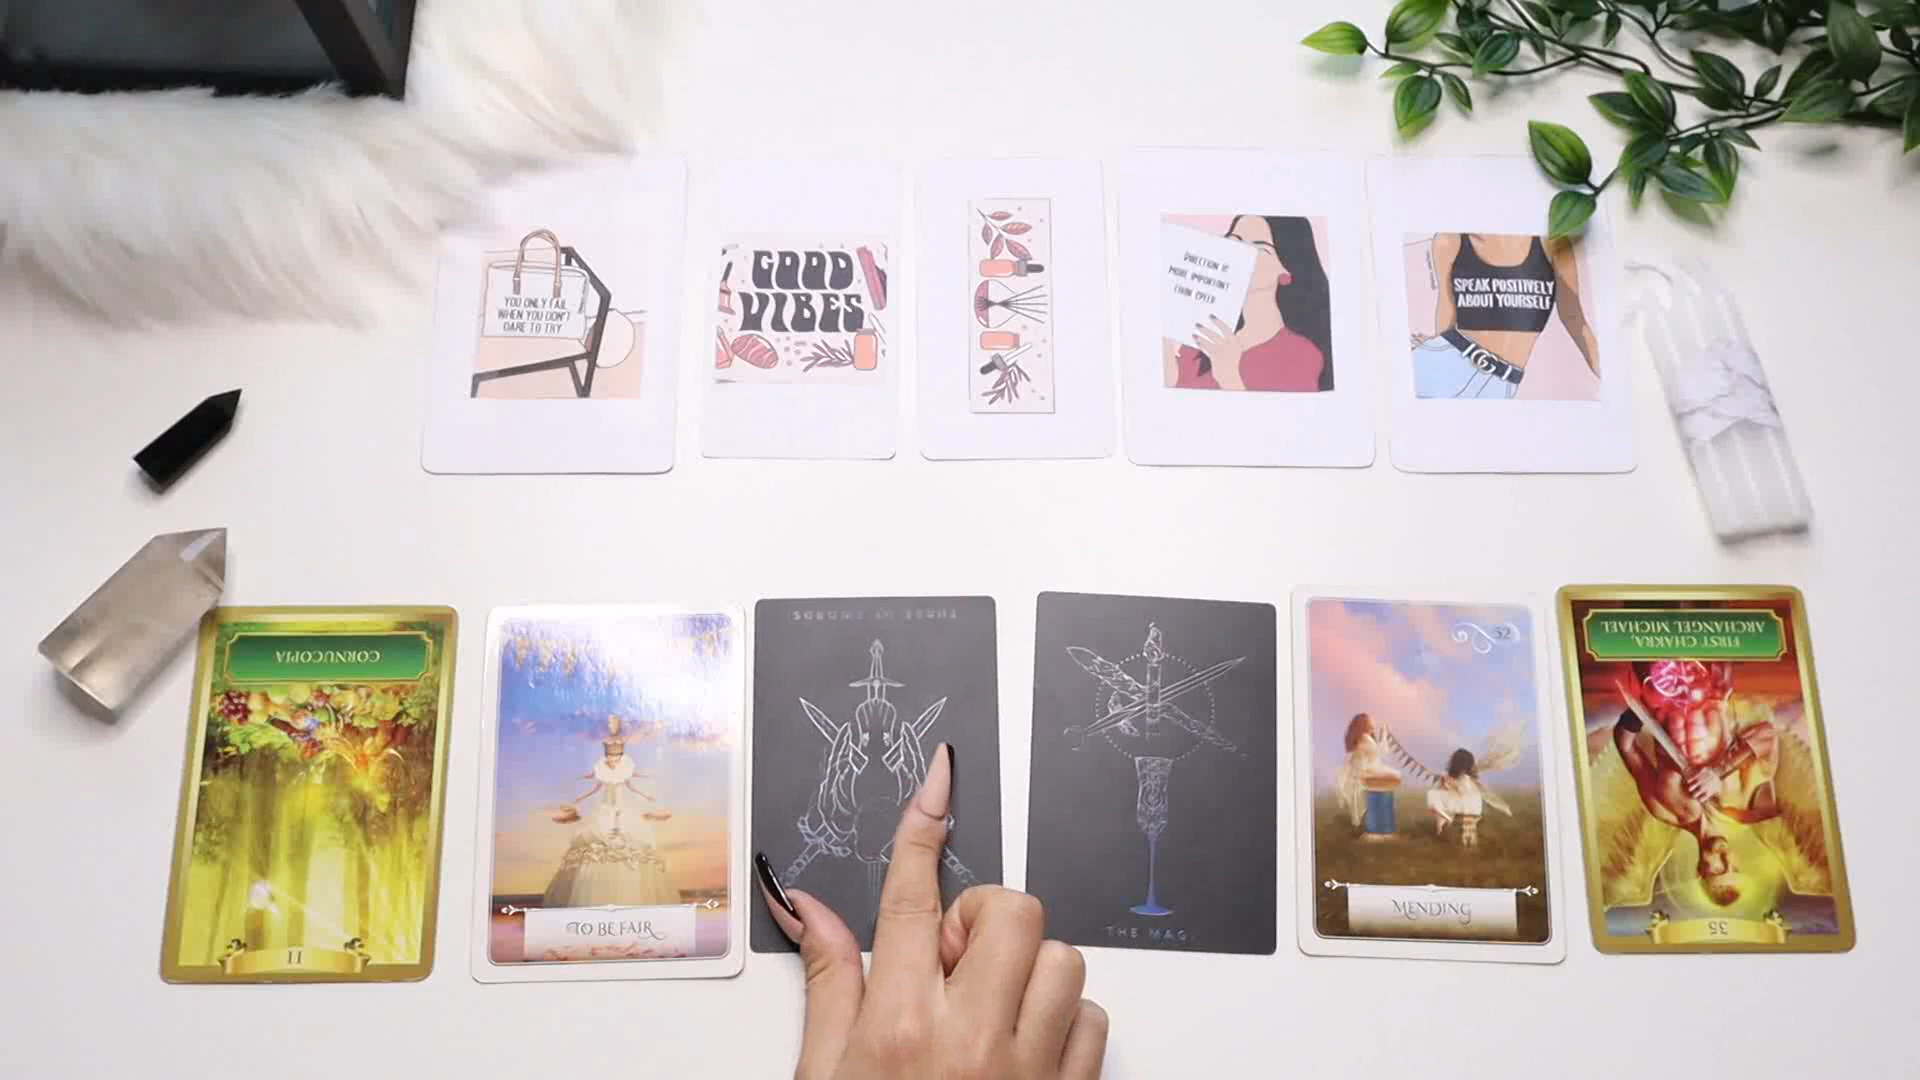 YOU ONLY FAIL
WHEN YOU DON'T
DARE TO TRY
GOOD
VIBES
DIRECTION IS
MORE IMPORTANT
THAN SPEED
SPEAK POSITIVELY
ABOUT YOURSELF
CORNUCOPIA
11
TO BE FAIR
THREE OF SWORDS
THE MAG
52
MENDING
FIRST CHAKRA,
ARCHANGEL MICHAEL
35